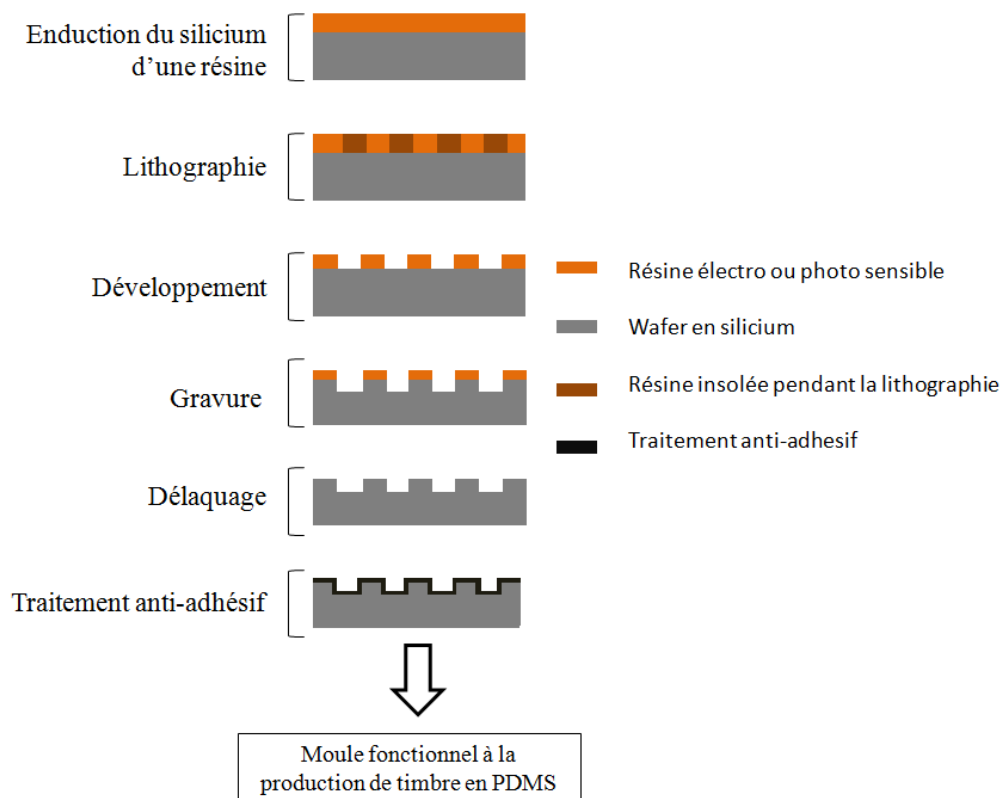 Enduction du silicium
d’une résine
Lithographie
Développement
Résine électro ou photo sensible
Wafer en silicium
Gravure
Résine insolée pendant la lithographie
Traitement anti-adhesif
Délaquage
Traitement anti-adhésif
Moule fonctionnel à la
production de timbre en PDMS